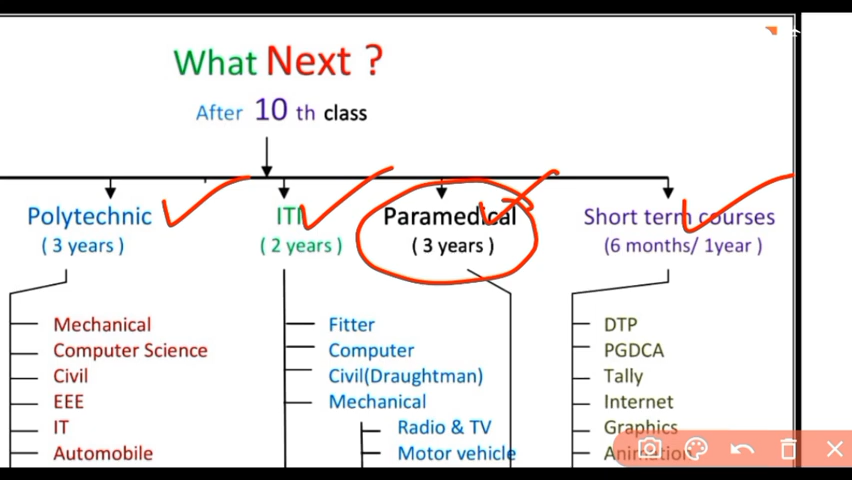 What Next ?
After 10 th class
Polytechnic
( 3 years )
ITI
( 2 years )
Paramedical
( 3 years )
Short term courses
(6 months/ 1year )
Mechanical
Computer Science
Civil
EEE
IT
Automobile
Fitter
Computer
Civil(Draughtman)
Mechanical
Radio & TV
Motor vehicle
DTP
PGDCA
Tally
Internet
Graphics
Animation